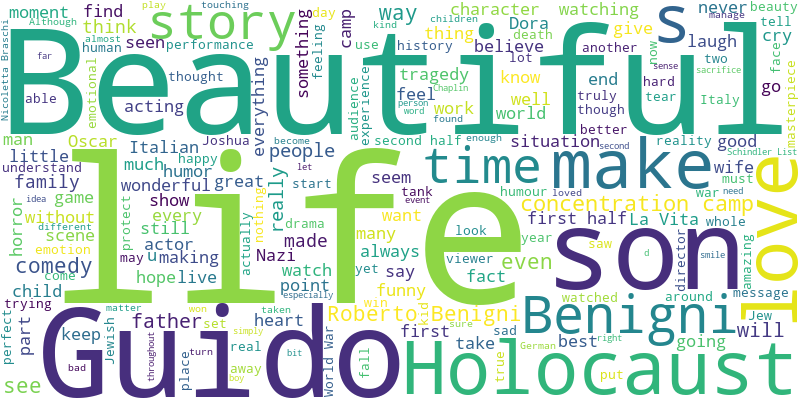 Beautiful
life
Guido
son
Holocaust
Benigni
love
make
time
story
s
Roberto Benigni
concentration camp
La Vita
first half
World War
Nicoletta Braschi
Schindler List
moment
Although
almost
touching
find
think
human
seen
day
play
way
character
watching
children
manage
beauty
never
tell
give
cry
laugh
kind
Dora
death
thing
history
use
believe
another
two
now
face
camp
something
feeling
performance
emotional
far
able
acting
thought
everything
audience
experience
tragedy
feel
Chaplin
person
word
found
lot
know
well
work
world
end
truly
though
hard
tear
sense
sacrifice
go
Italy
masterpiece
man
Oscar
Joshua
second half
situation
better
reality
good
enough
second
become
let
little
Italian
people
much
humor
understand
happy
idea
family
wonderful
great
really
seem
start
tank
event
humour
loved
wife
war
must
need
horror
game
different
without
every
show
nothing
protect
drama
want
scene
still
actually
emotion
actor
made
many
always
look
year
saw
whole
d
director
smile
amazing
comedy
may
u
making
Nazi
watch
yet
say
viewer
even
fact
come
hope
live
point
funny
child
matter
won
taken
especially
win
kid
watched
around
message
Jew
trying
perfect
part
father
set
heart
simply
first
sure
sad
best
going
will
keep
Jewish
throughout
real
bit
fall
take
German
right
true
put
see
bad
place
turn
away
boy